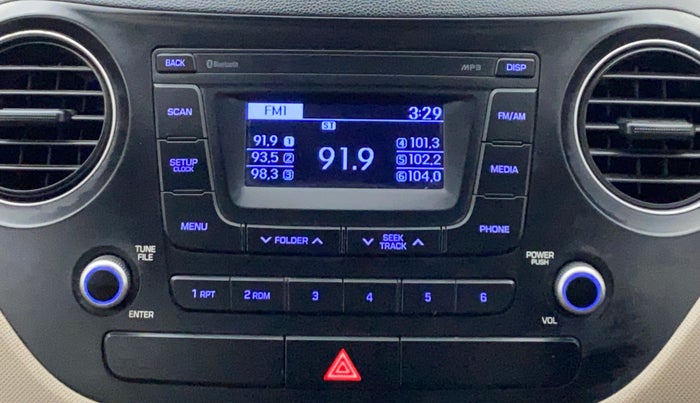 BACK
Bluetooth
MP3
DISP
SCAN
FM1
3:29
FM/AM
ST
91.9 1
93.5 2
98.3 3
91.9
4 101.3
5 102.2
6 104.0
SETUP
CLOCK
MEDIA
MENU
FOLDER
SEEK
TRACK
PHONE
TUNE
FILE
POWER
PUSH
1 RPT
2 RDM
3
4
5
6
ENTER
VOL